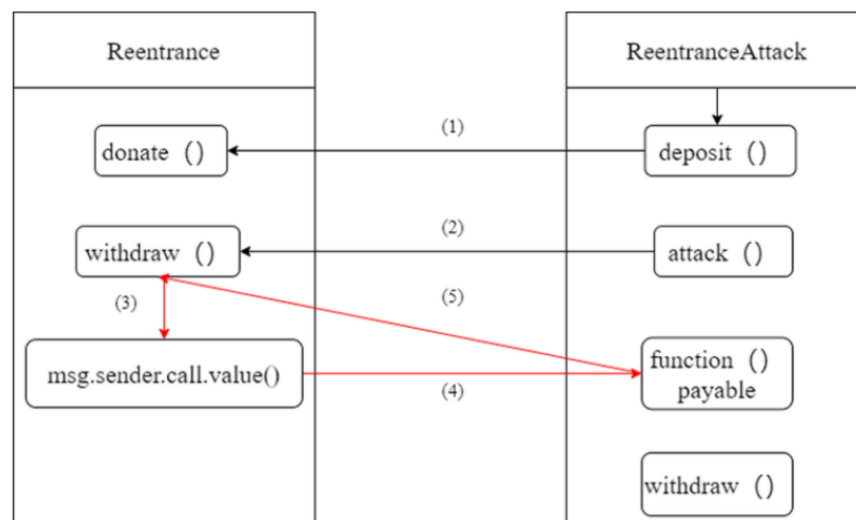 Reentrance
ReentranceAttack
(1)
donate ()
deposit ()
(2)
withdraw ()
attack ()
(3)
(5)
msg.sender.call.value()
(4)
function ()
payable
withdraw ()